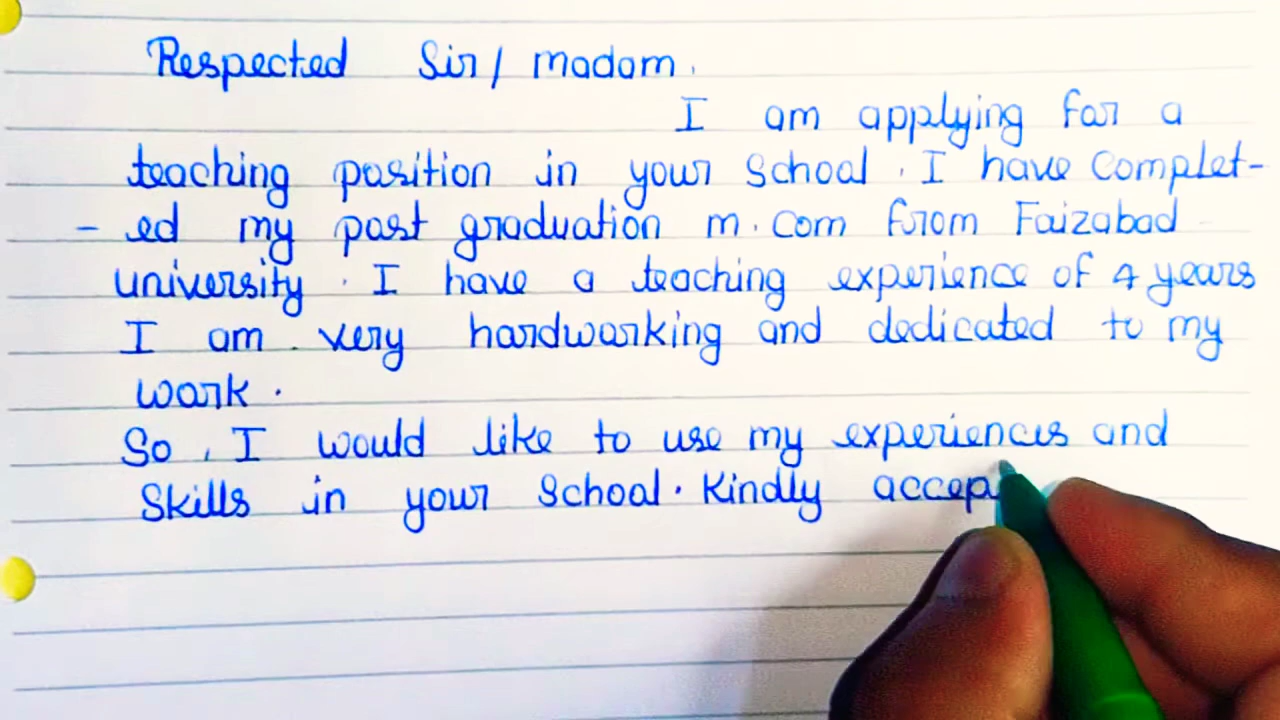 Respected Sir / madam.
I am applying for a
teaching position in your School. I have Complet-
- ed my post graduation m. Com from Faizabad
university. I have a teaching experience of 4 years
I am very hardworking and dedicated to my
work.
So, I would like to use my experiences and
Skills in your School. Kindly accep